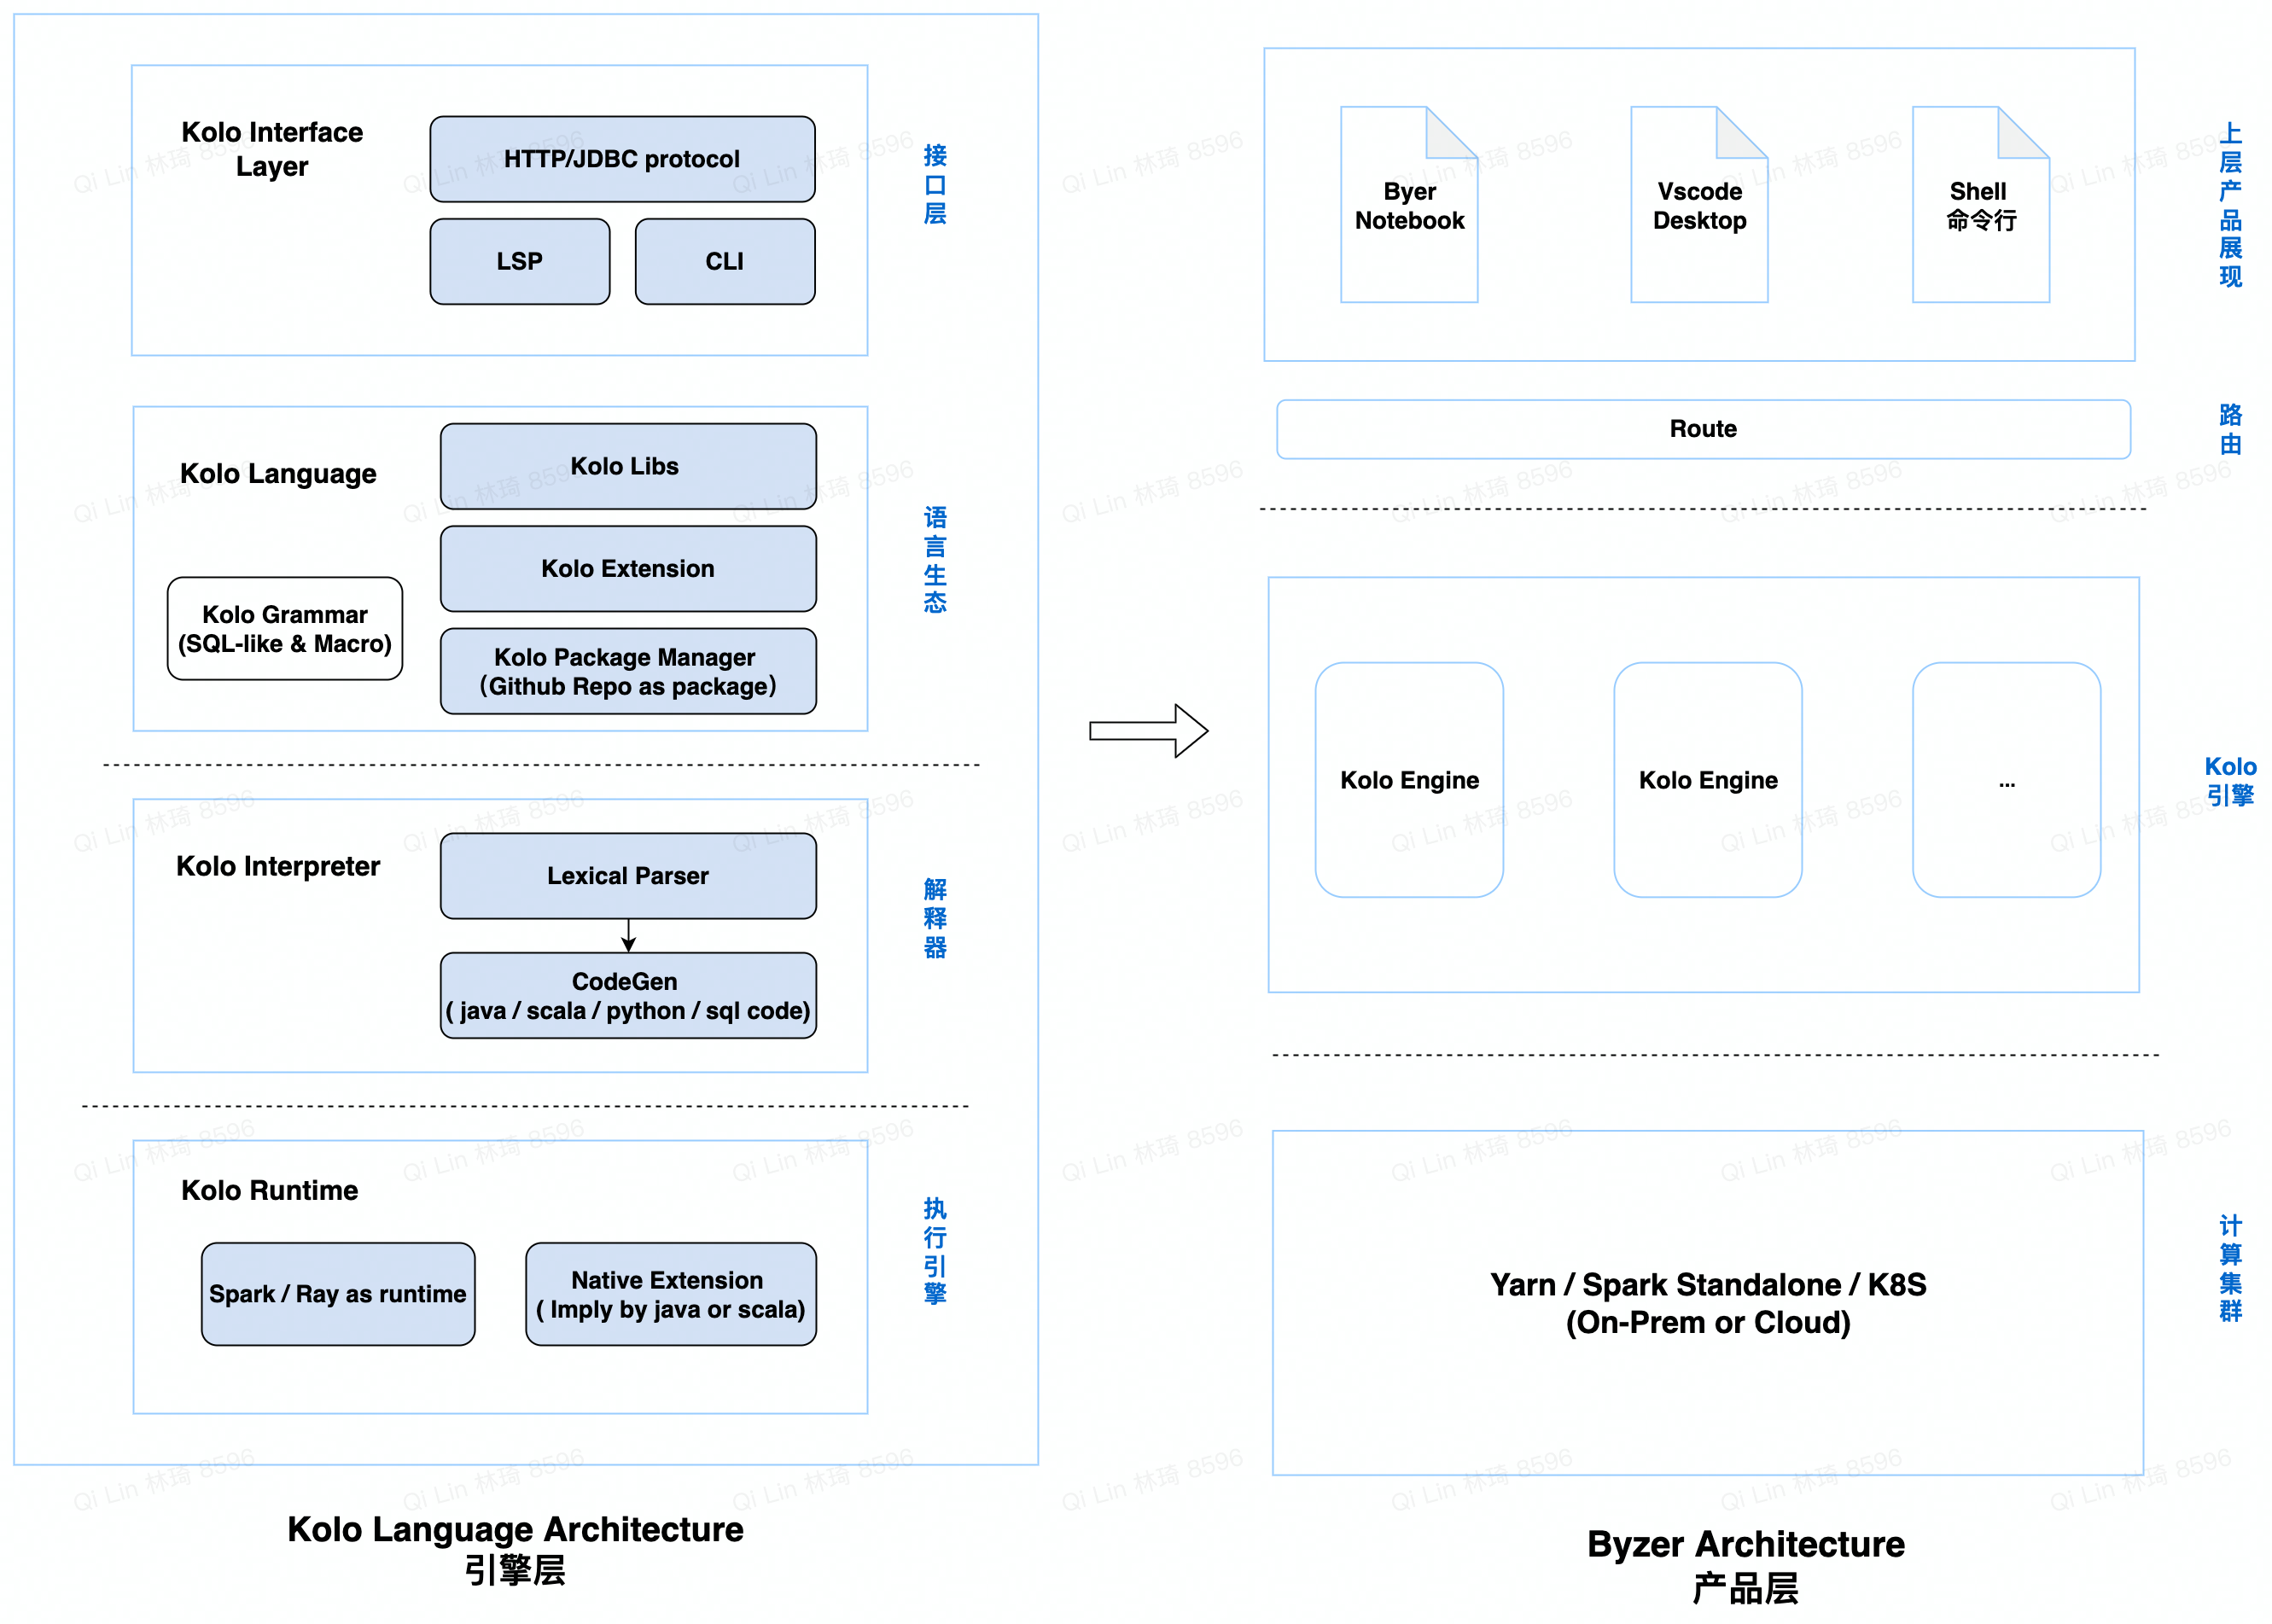 Kolo Interface
Layer
HTTP/JDBC protocol
LSP
CLI
接口层
Kolo Language
Kolo Libs
Kolo Extension
Kolo Grammar
(SQL-like & Macro)
Kolo Package Manager
（Github Repo as package）
语言生态
Kolo Interpreter
Lexical Parser
CodeGen
( java / scala / python / sql code)
解释器
Kolo Runtime
Spark / Ray as runtime
Native Extension
( Imply by java or scala)
执行引擎
Kolo Language Architecture
引擎层
Byer
Notebook
Vscode
Desktop
Shell
命令行
上层产品展现
Route
路由
Kolo Engine
Kolo Engine
...
Kolo
引擎
Yarn / Spark Standalone / K8S
(On-Prem or Cloud)
计算集群
Byzer Architecture
产品层
Qi Lin 林琦 8596